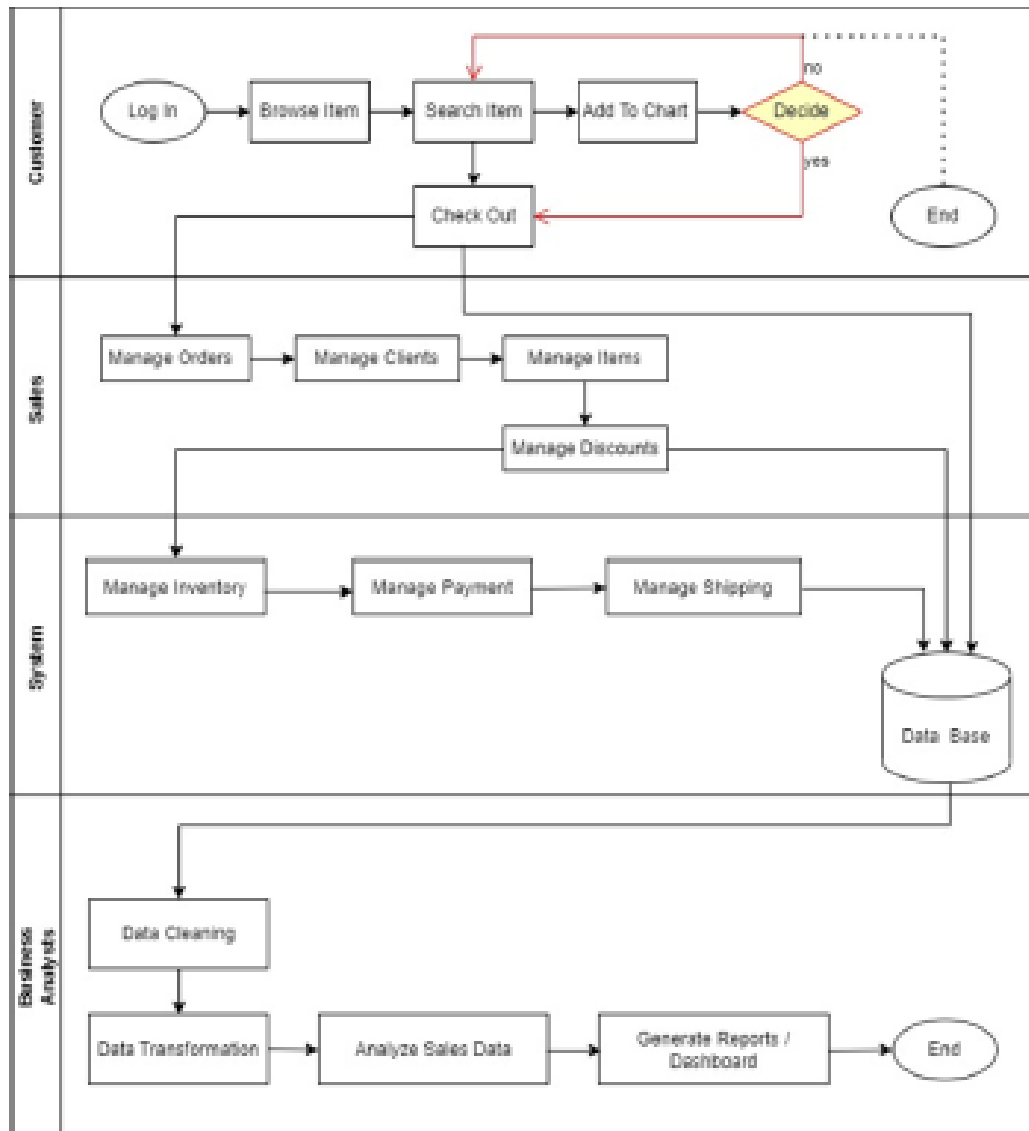 Customer
Log In
Browse Item
Search Item
Add To Chart
Decide
no
yes
Check Out
End
Sales
Manage Orders
Manage Clients
Manage Items
Manage Discounts
System
Manage Inventory
Manage Payment
Manage Shipping
Data Base
Business
Analysts
Data Cleaning
Data Transformation
Analyze Sales Data
Generate Reports /
Dashboard
End